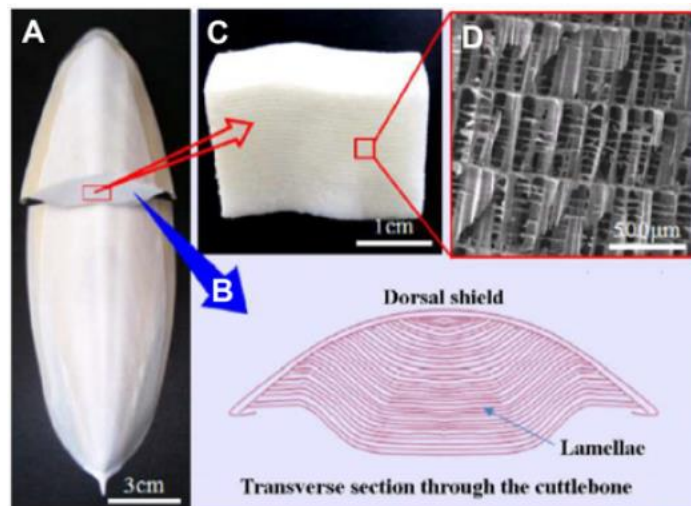 A
C
D
1cm
500μm
B
Dorsal shield
Lamellae
3cm
Transverse section through the cuttlebone